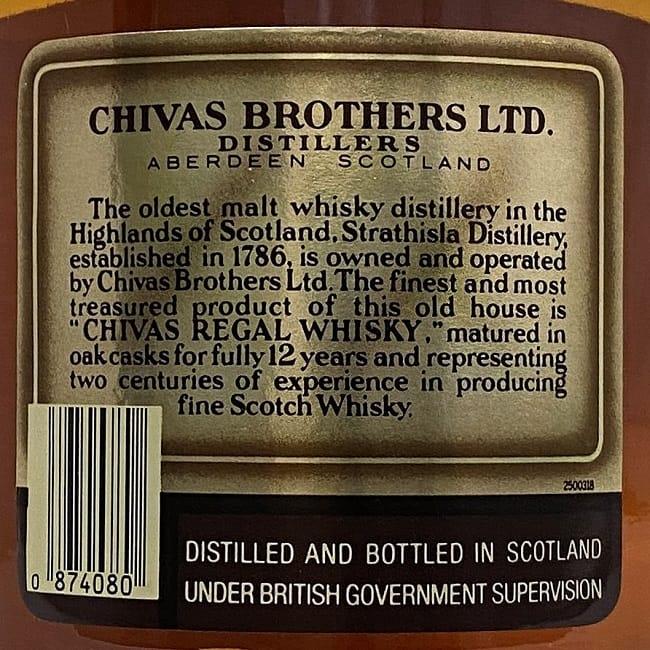 CHIVAS BROTHERS LTD.
DISTILLERS
ABERDEEN SCOTLAND
The oldest malt whisky distillery in the
Highlands of Scotland, Strathisla Distillery,
established in 1786, is owned and operated
by Chivas Brothers Ltd. The finest and most
treasured product of this old house is
"CHIVAS REGAL WHISKY," matured in
oak casks for fully 12 years and representing
two centuries of experience in producing
fine Scotch Whisky.
2500318
0 874080
DISTILLED AND BOTTLED IN SCOTLAND
UNDER BRITISH GOVERNMENT SUPERVISION